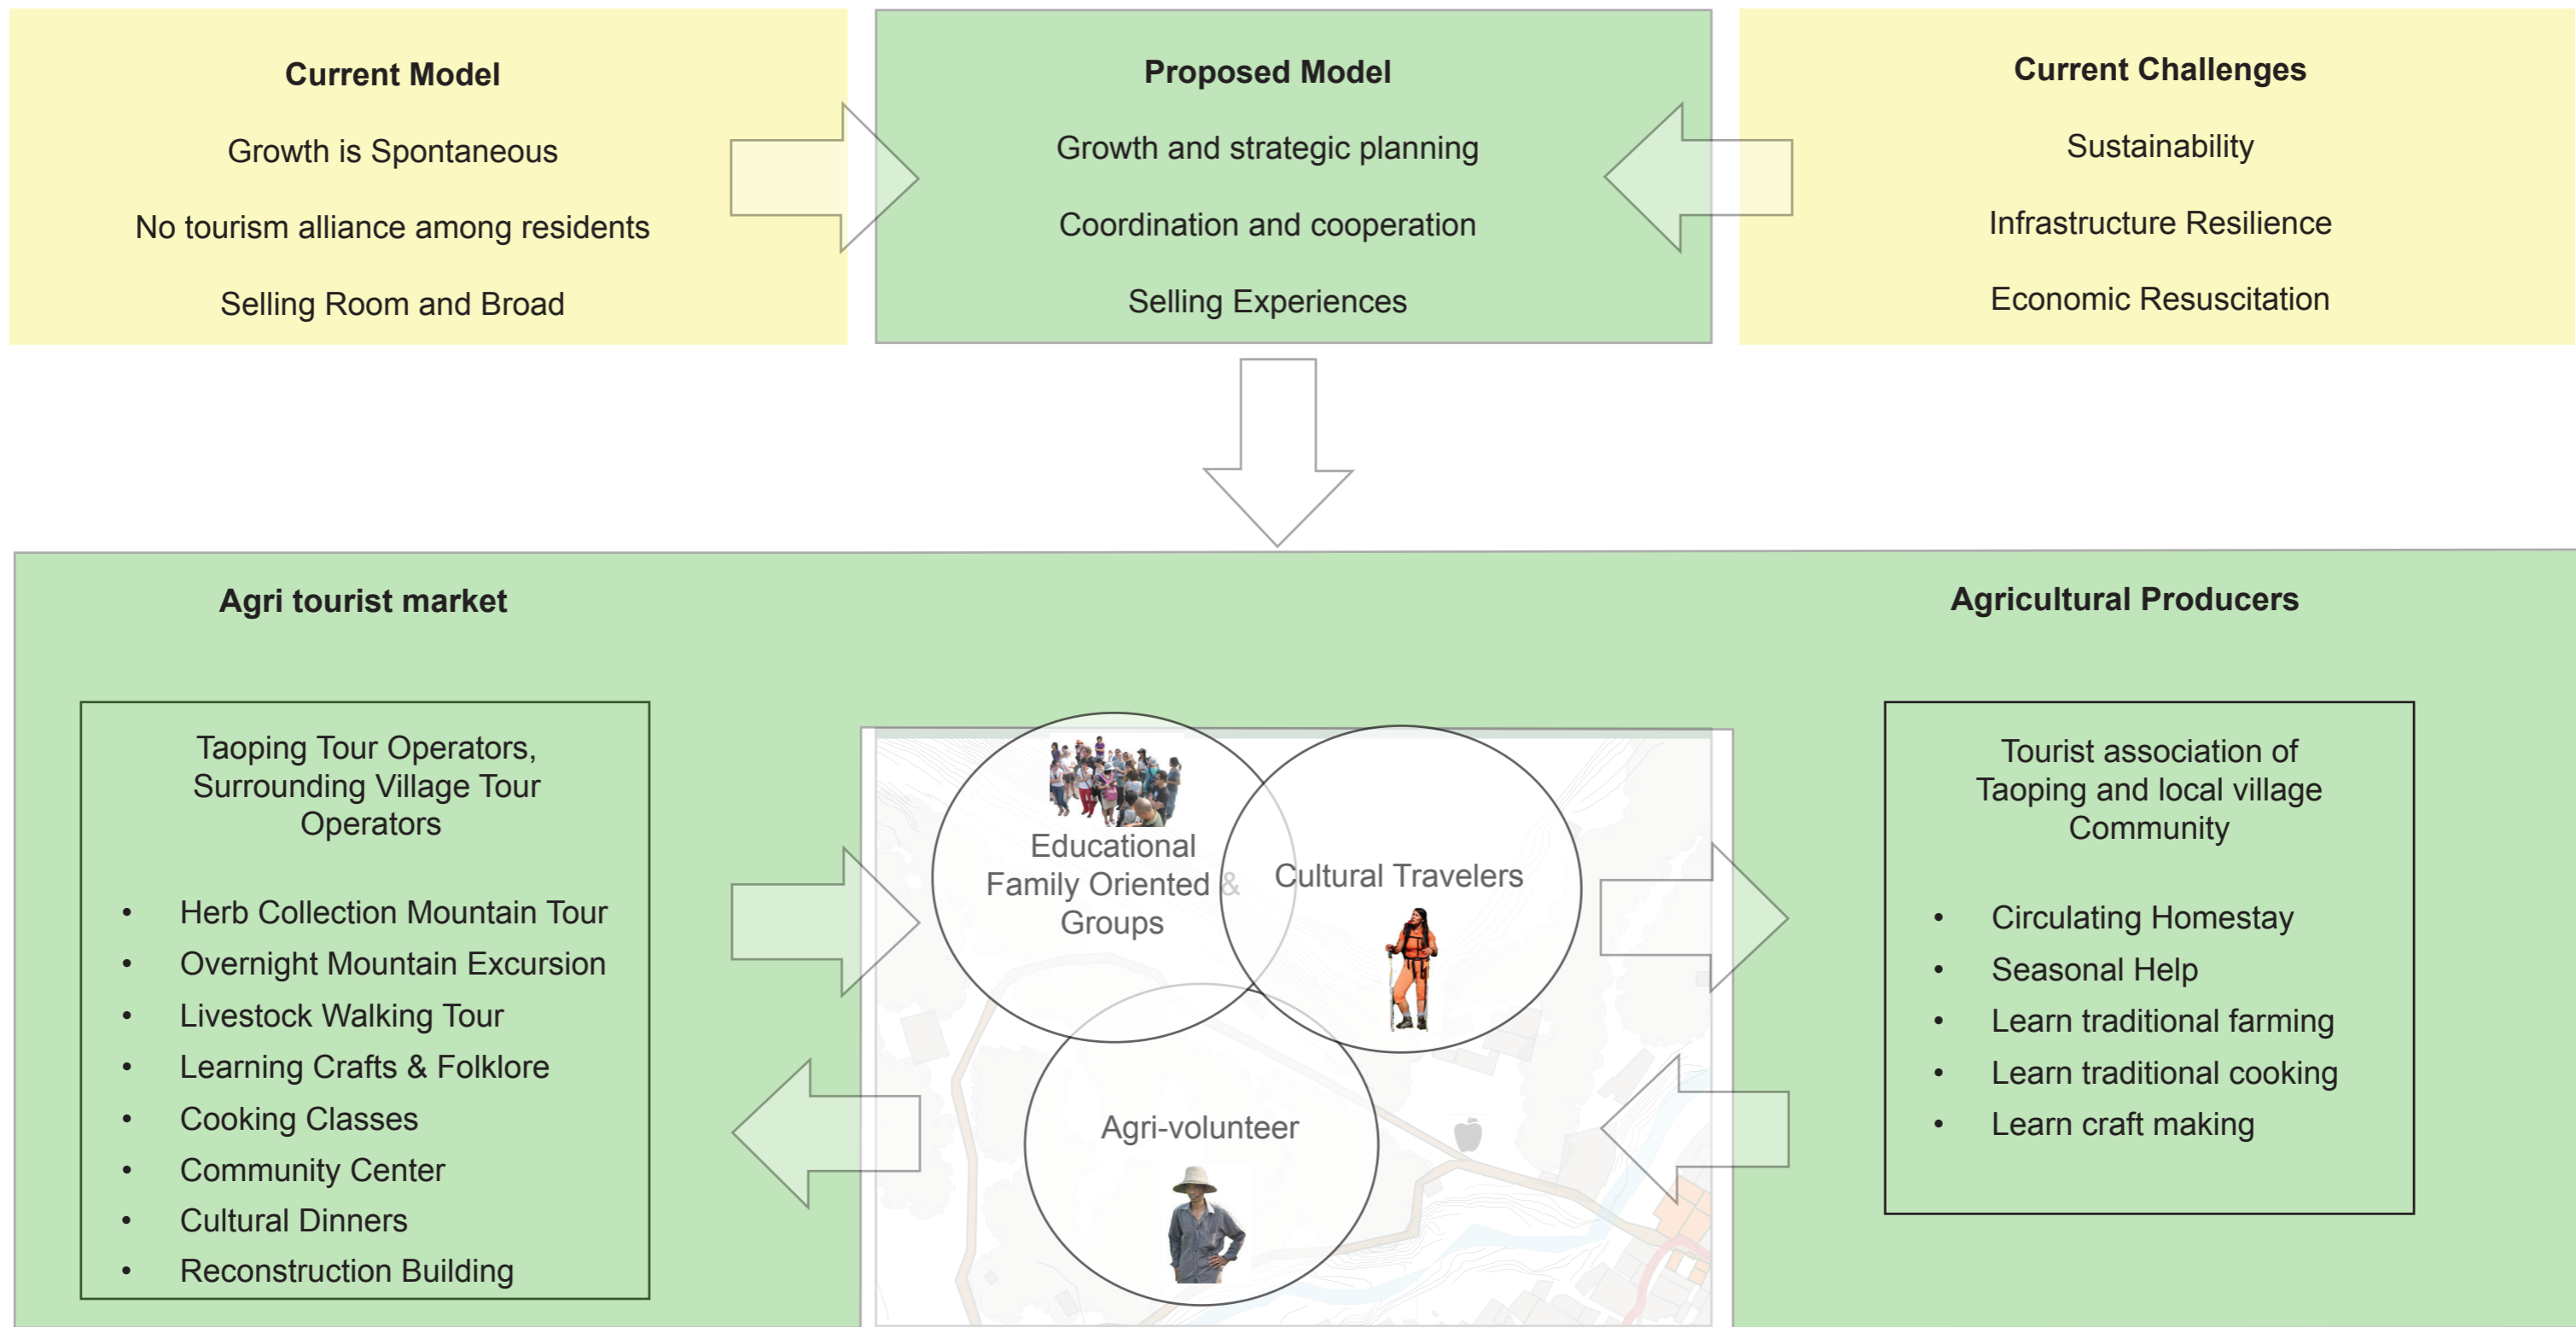 Current Model
Growth is Spontaneous
No tourism alliance among residents
Selling Room and Broad
Proposed Model
Growth and strategic planning
Coordination and cooperation
Selling Experiences
Current Challenges
Sustainability
Infrastructure Resilience
Economic Resuscitation
Agri tourist market
Taoping Tour Operators,
Surrounding Village Tour
Operators
• Herb Collection Mountain Tour
• Overnight Mountain Excursion
• Livestock Walking Tour
• Learning Crafts & Folklore
• Cooking Classes
• Community Center
• Cultural Dinners
• Reconstruction Building
Educational
Family Oriented &
Groups
Cultural Travelers
Agri-volunteer
Agricultural Producers
Tourist association of
Taoping and local village
Community
• Circulating Homestay
• Seasonal Help
• Learn traditional farming
• Learn traditional cooking
• Learn craft making